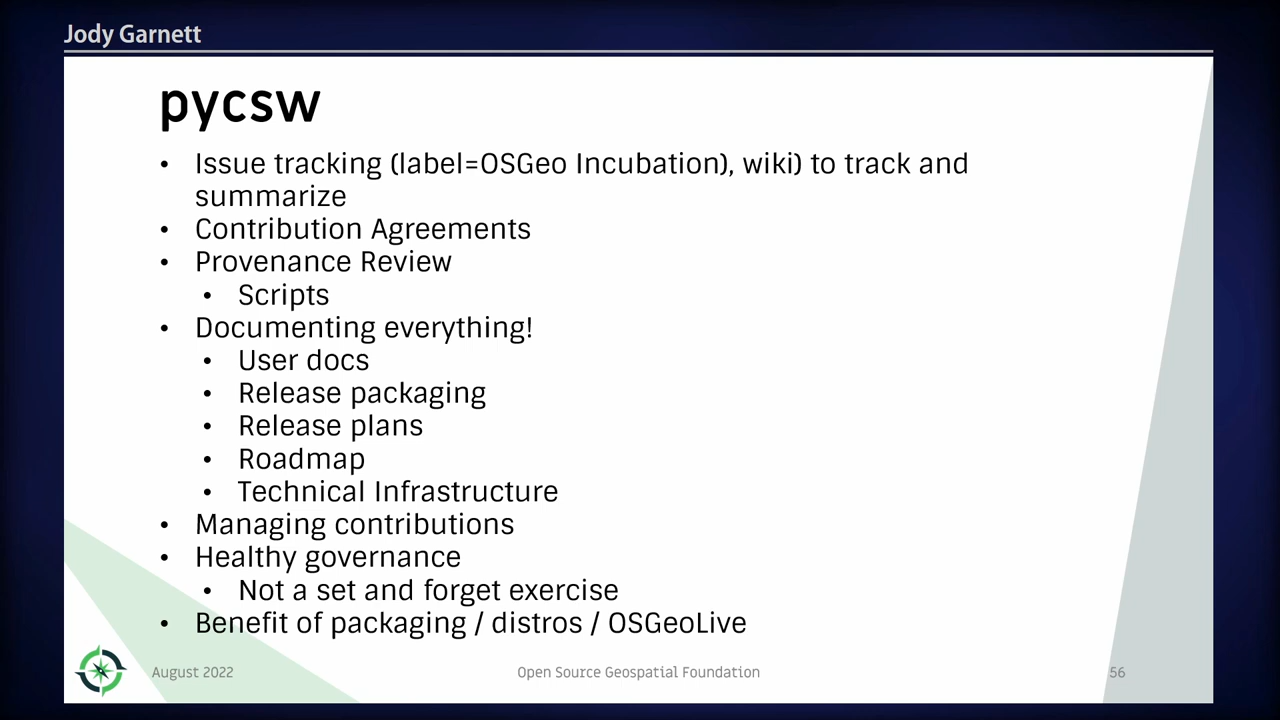 Jody Garnett
pycsw
• Issue tracking (label=OSGeo Incubation), wiki) to track and
summarize
• Contribution Agreements
• Provenance Review
• Scripts
• Documenting everything!
• User docs
• Release packaging
• Release plans
• Roadmap
• Technical Infrastructure
• Managing contributions
• Healthy governance
• Not a set and forget exercise
• Benefit of packaging / distros / OSGeoLive
August 2022
Open Source Geospatial Foundation
56